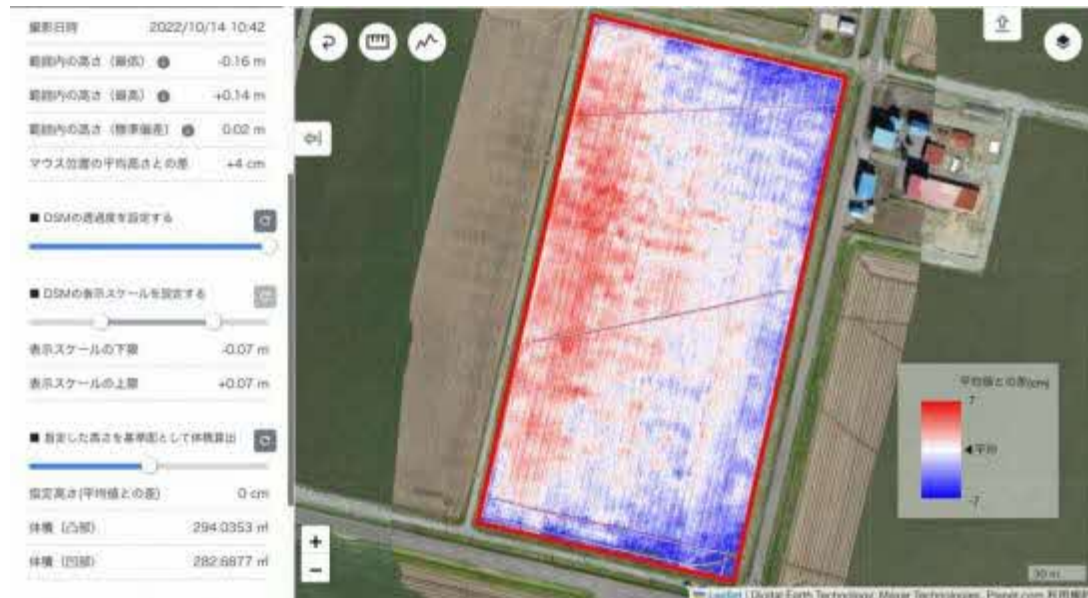 撮影日時 2022/10/14 10:42
範囲内の高さ（最低） -0.16 m
範囲内の高さ（最高） +0.14 m
範囲内の高さ（標準偏差） 0.02 m
マウス位置の平均高さとの差 +4 cm
■ DSMの透過度を設定する
■ DSMの表示スケールを設定する
表示スケールの下限 -0.07 m
表示スケールの上限 +0.07 m
■ 指定した高さを基準面として体積算出
指定高さ(平均値との差) 0 cm
体積（凸部） 294.0353 ㎥
体積（凹部） 282.6877 ㎥
+
−
平均値との差(cm)
7
◀平均
-7
30 m
Leaflet | Digital Earth Technology, Maxar Technologies, Planet.com